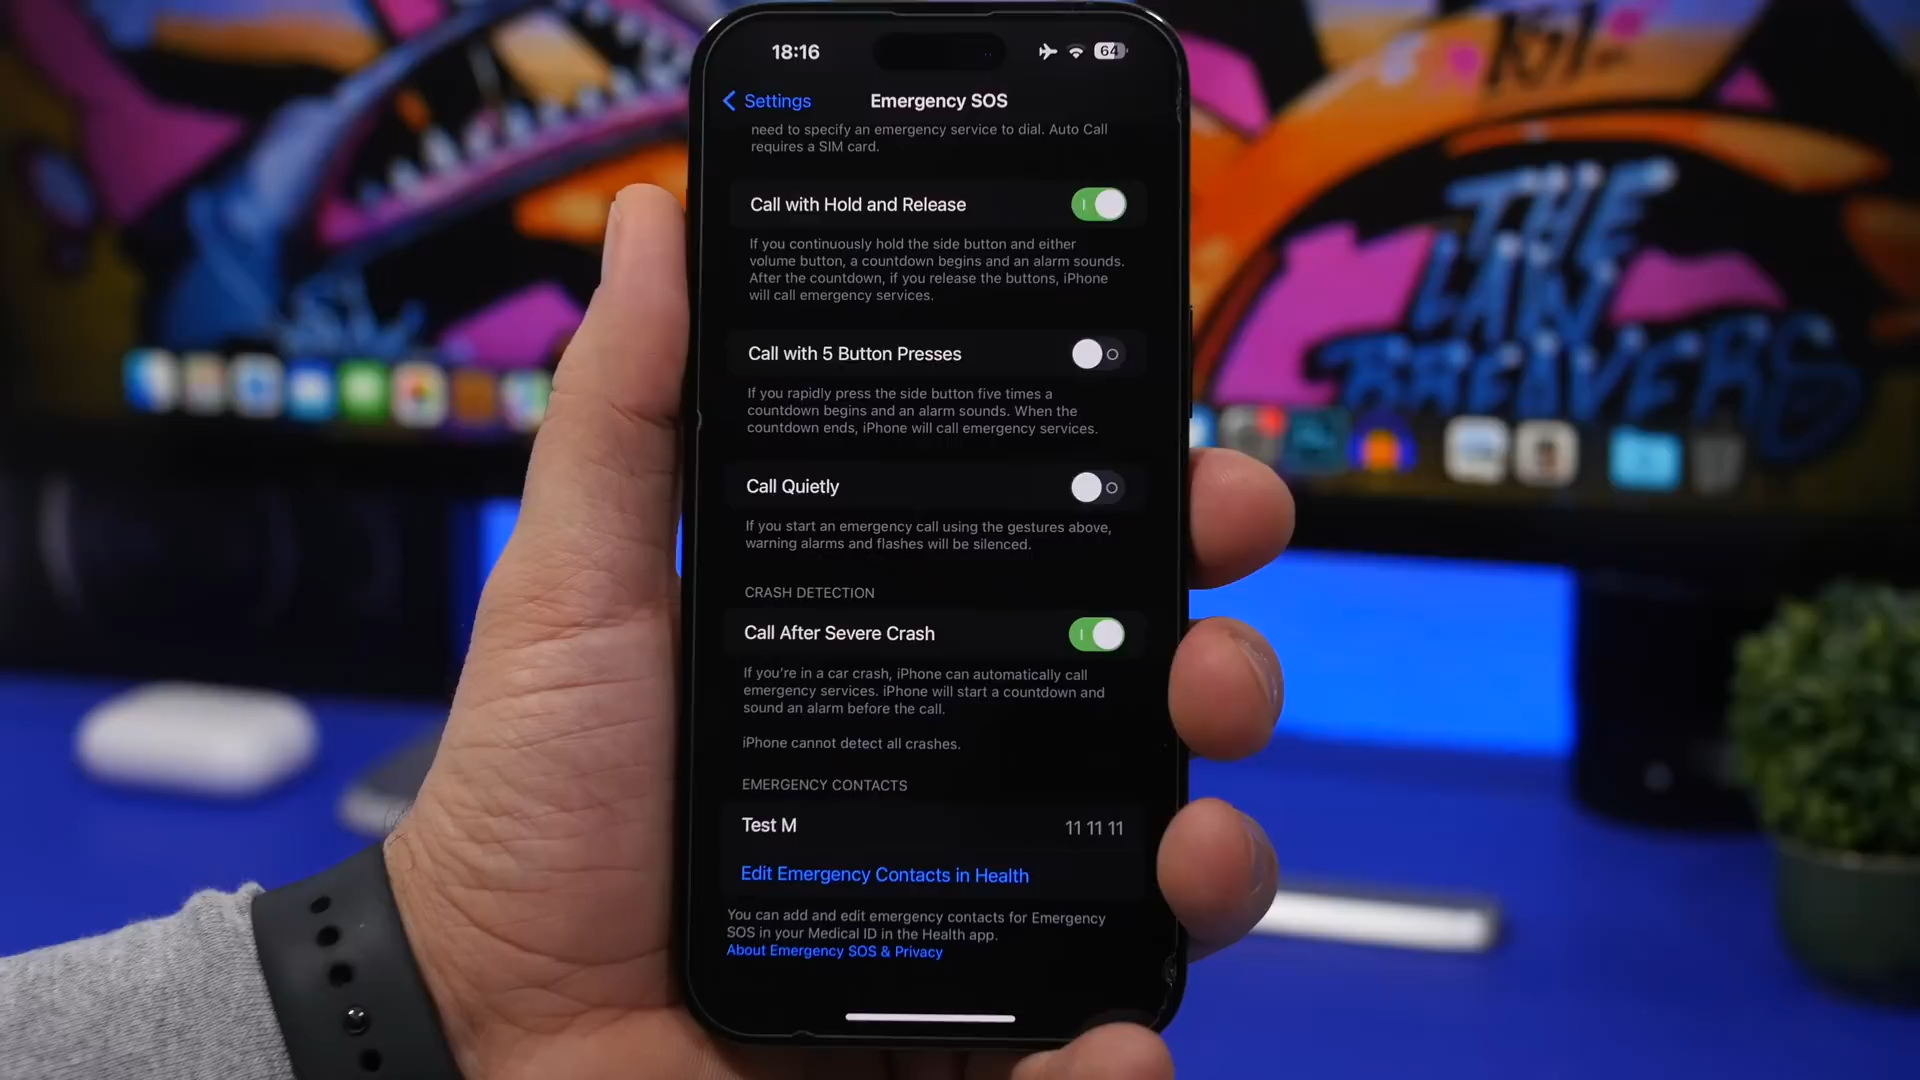 18:16
64
Settings
Emergency SOS
need to specify an emergency service to dial. Auto Call
requires a SIM card.
Call with Hold and Release
If you continuously hold the side button and either
volume button, a countdown begins and an alarm sounds.
After the countdown, if you release the buttons, iPhone
will call emergency services.
Call with 5 Button Presses
If you rapidly press the side button five times a
countdown begins and an alarm sounds. When the
countdown ends, iPhone will call emergency services.
Call Quietly
If you start an emergency call using the gestures above,
warning alarms and flashes will be silenced.
CRASH DETECTION
Call After Severe Crash
If you're in a car crash, iPhone can automatically call
emergency services. iPhone will start a countdown and
sound an alarm before the call.
iPhone cannot detect all crashes.
EMERGENCY CONTACTS
Test M
11 11 11
Edit Emergency Contacts in Health
You can add and edit emergency contacts for Emergency
SOS in your Medical ID in the Health app.
About Emergency SOS & Privacy
THE
LAW
BREAKERS